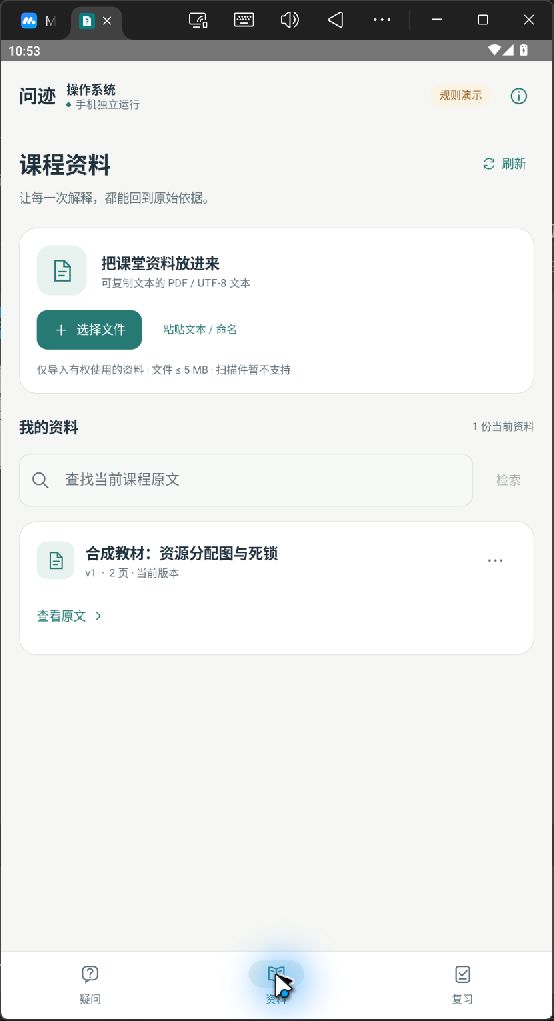 M
10:53
问迹
操作系统
手机独立运行
规则演示
课程资料
刷新
让每一次解释，都能回到原始依据。
把课堂资料放进来
可复制文本的 PDF / UTF-8 文本
+ 选择文件
粘贴文本 / 命名
仅导入有权使用的资料 · 文件 ≤ 5 MB · 扫描件暂不支持
我的资料
1 份当前资料
查找当前课程原文
检索
合成教材：资源分配图与死锁
v1 · 2 页 · 当前版本
查看原文
疑问
资料
复习